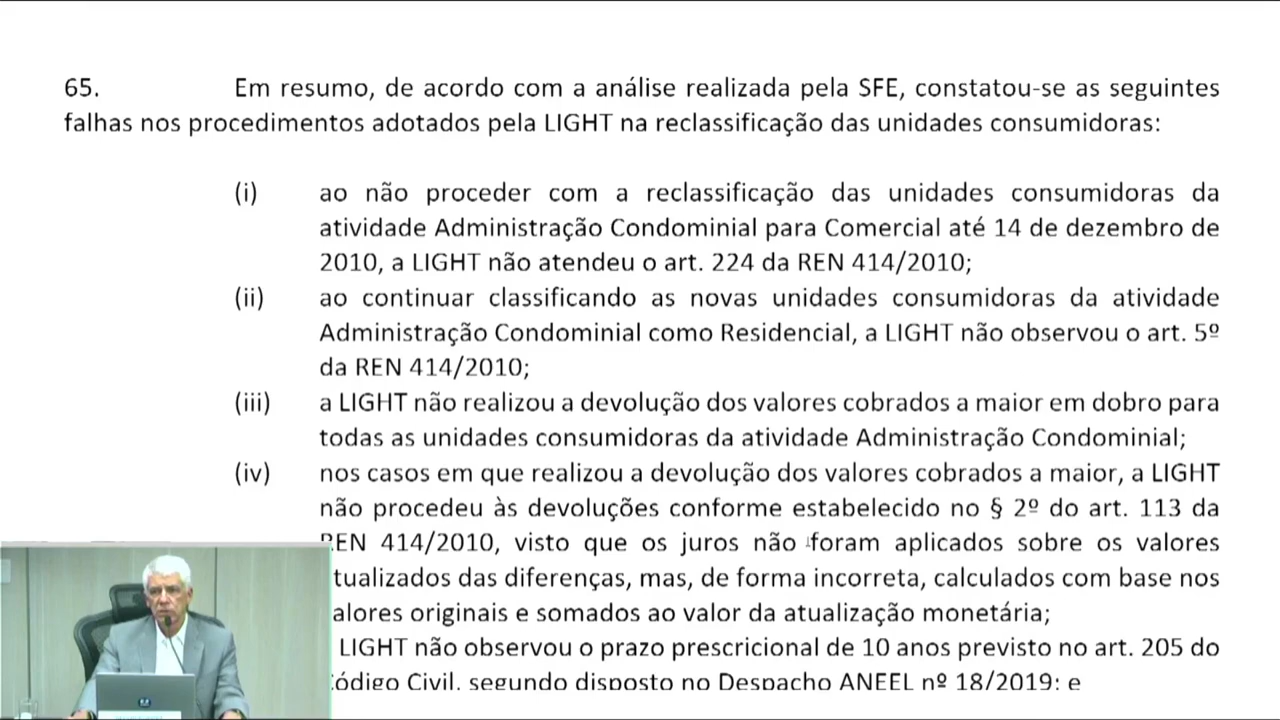 65. Em resumo, de acordo com a análise realizada pela SFE, constatou-se as seguintes
falhas nos procedimentos adotados pela LIGHT na reclassificação das unidades consumidoras:
(i) ao não proceder com a reclassificação das unidades consumidoras da
atividade Administração Condominial para Comercial até 14 de dezembro de
2010, a LIGHT não atendeu o art. 224 da REN 414/2010;
(ii) ao continuar classificando as novas unidades consumidoras da atividade
Administração Condominial como Residencial, a LIGHT não observou o art. 5º
da REN 414/2010;
(iii) a LIGHT não realizou a devolução dos valores cobrados a maior em dobro para
todas as unidades consumidoras da atividade Administração Condominial;
(iv) nos casos em que realizou a devolução dos valores cobrados a maior, a LIGHT
não procedeu às devoluções conforme estabelecido no § 2º do art. 113 da
REN 414/2010, visto que os juros não foram aplicados sobre os valores
tualizados das diferenças, mas, de forma incorreta, calculados com base nos
alores originais e somados ao valor da atualização monetária;
LIGHT não observou o prazo prescricional de 10 anos previsto no art. 205 do
ódigo Civil, segundo disposto no Despacho ANEEL nº 18/2019; e